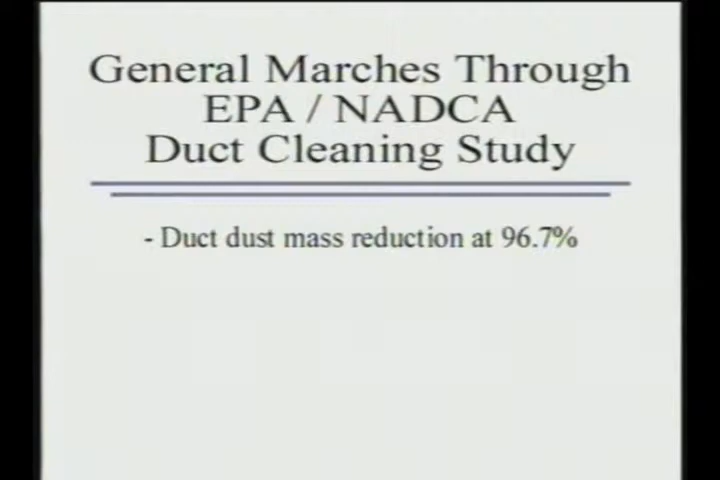 General Marches Through
EPA / NADCA
Duct Cleaning Study
- Duct dust mass reduction at 96.7%